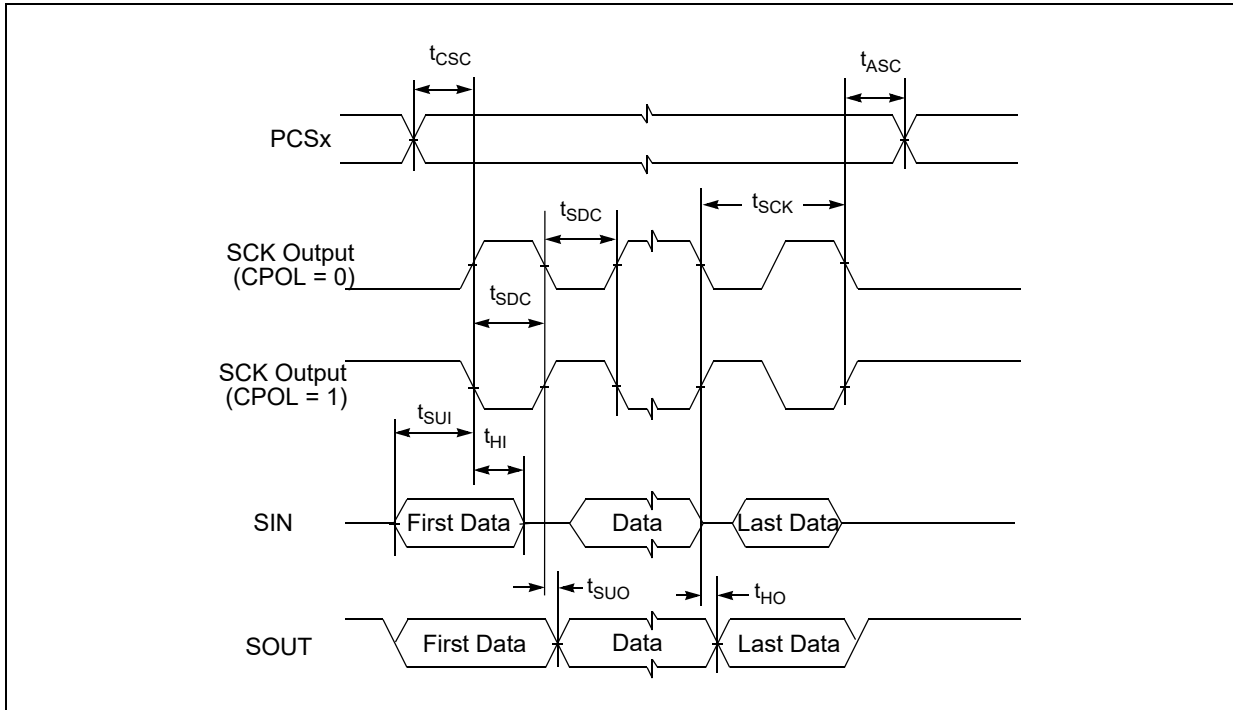 tCSC
tASC
PCSx
tSCK
tSDC
SCK Output
(CPOL = 0)
tSDC
SCK Output
(CPOL = 1)
tSUI
tHI
SIN
First Data
Data
Last Data
tSUO
tHO
SOUT
First Data
Data
Last Data